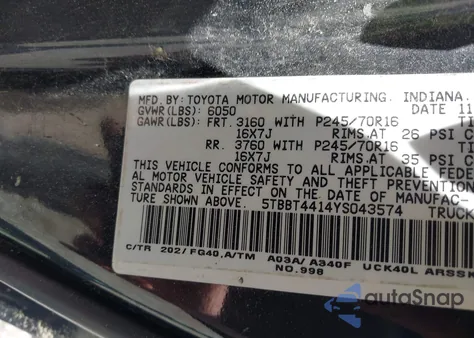 MFD.BY:TOYOTA MOTOR MANUFACTURING, INDIANA.
GVWR(LBS):6050 DATE 11
GAWR(LBS): FRT. 3160 WITH P245/70R16 TI
16X7J RIMS.AT 26 PSI C
RR. 3760 WITH P245/70R16 TI
16X7J RIMS.AT 35 PSI C
THIS VEHICLE CONFORMS TO ALL APPLICABLE FEDER-
AL MOTOR VEHICLE SAFETY AND THEFT PREVENTION
STANDARDS IN EFFECT ON THE DATE OF MANUFAC-
TURE SHOWN ABOVE. 5TBBT4414YS043574 TRUCK
C/TR 202/FG40,A/TM A03A/A340F UCK40L ARSSK
NO.998
autoSnap